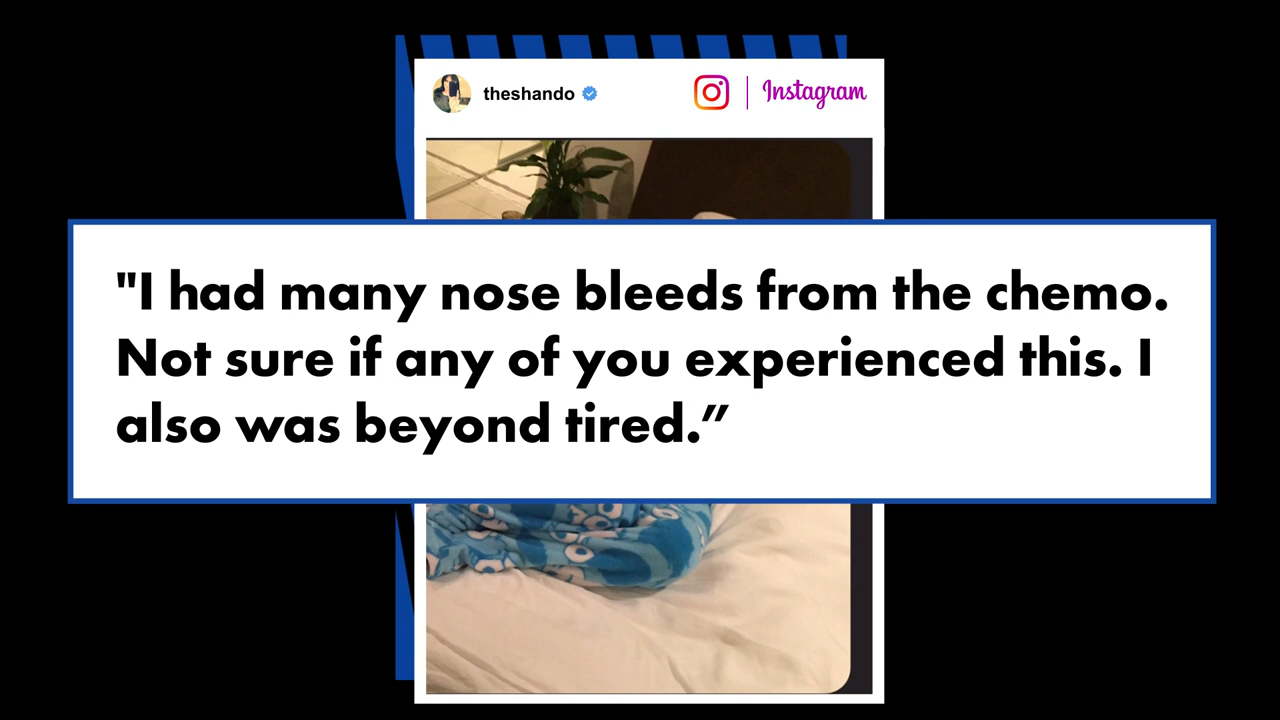 theshando
Instagram
"I had many nose bleeds from the chemo.
Not sure if any of you experienced this. I
also was beyond tired.”